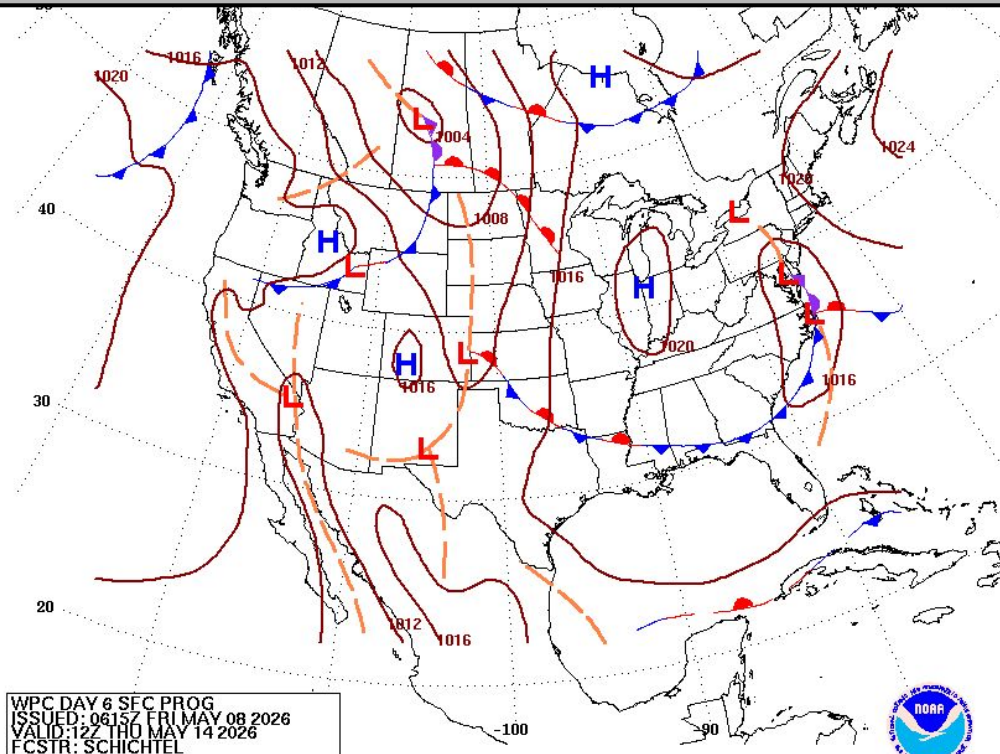 1016
1012
1020
H
L
1004
1024
1020
40
L
1008
H
L
1016
H
L
L
1020
L
H
1016
1016
L
30
L
20
1012
1016
WPC DAY 6 SFC PROG
ISSUED: 0615Z FRI MAY 08 2026
VALID:12Z THU MAY 14 2026
FCSTR: SCHICHTEL
-100
-90
NOAA